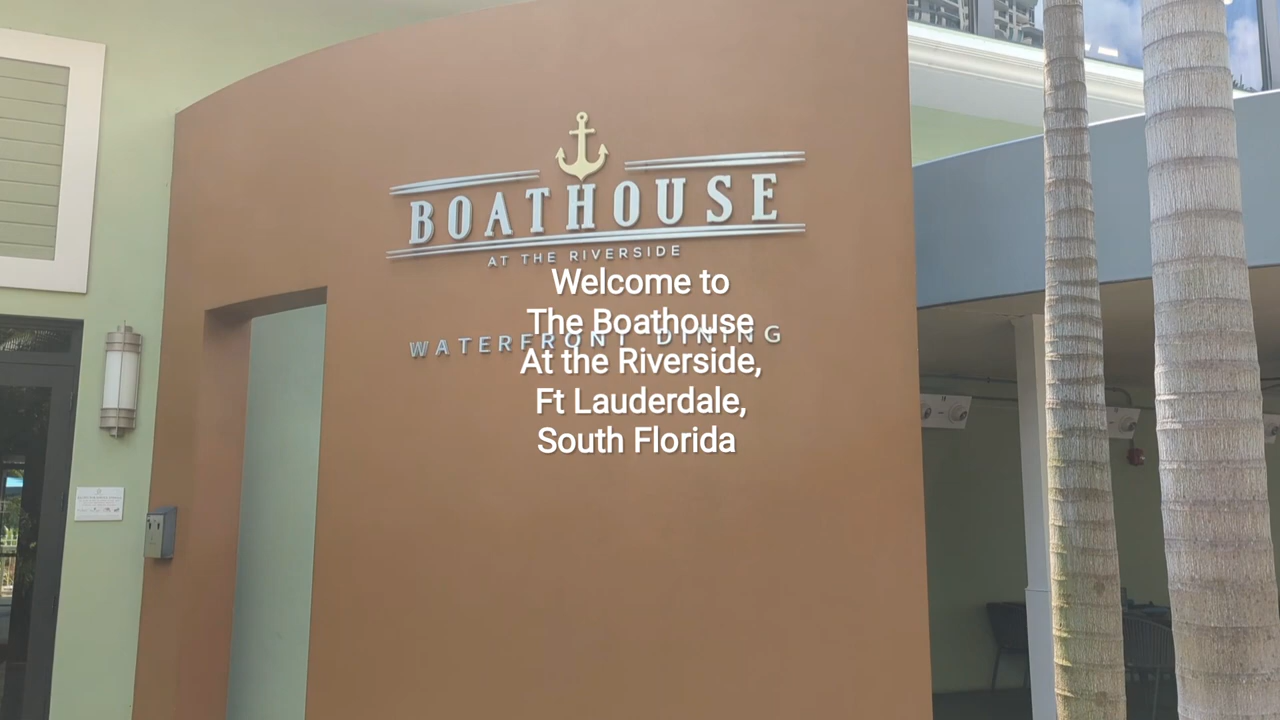 BOATHOUSE
AT THE RIVERSIDE
Welcome to
The Boathouse
WATERFRONT DINING
At the Riverside,
Ft Lauderdale,
South Florida